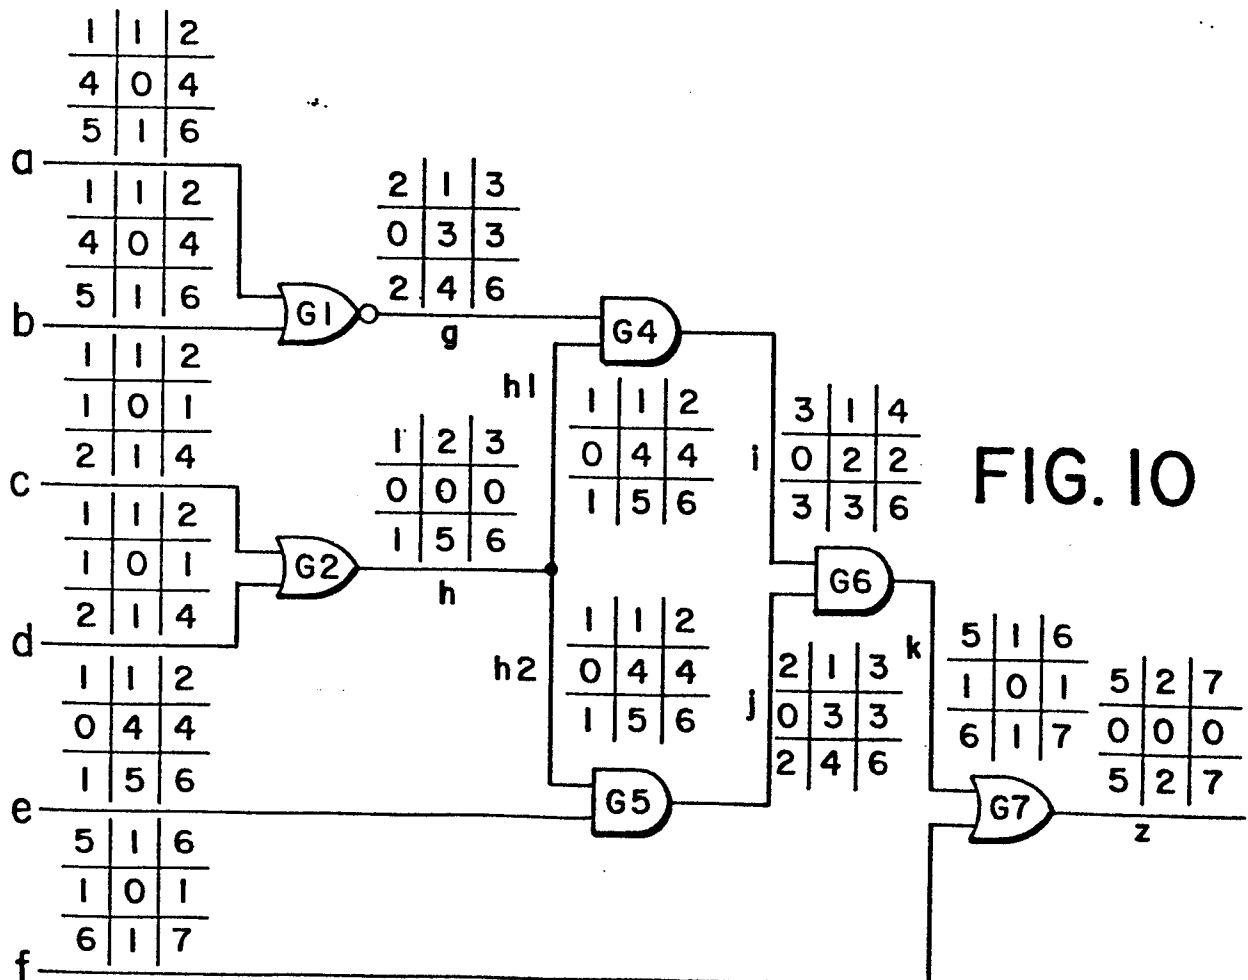 1 1 2
4 0 4
5 1 6
a
1 1 2
4 0 4
5 1 6
b
1 1 2
1 0 1
2 1 4
c
1 1 2
1 0 1
2 1 4
d
1 1 2
0 4 4
1 5 6
e
5 1 6
1 0 1
6 1 7
f
G1
2 1 3
0 3 3
2 4 6
g
G2
1 2 3
0 0 0
1 5 6
h
h1
G4
1 1 2
0 4 4
1 5 6
h2
1 1 2
0 4 4
1 5 6
G5
i
3 1 4
0 2 2
3 3 6
j
2 1 3
0 3 3
2 4 6
G6
k
5 1 6
1 0 1
6 1 7
G7
5 2 7
0 0 0
5 2 7
z
FIG. 10